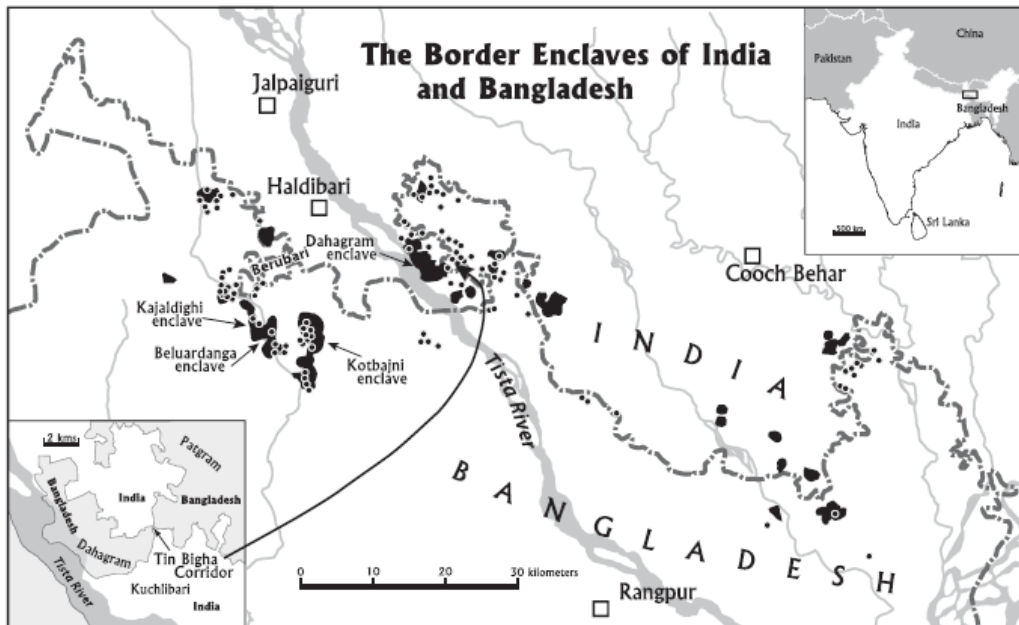 The Border Enclaves of India
and Bangladesh
Jalpaiguri
Haldibari
Dahagram
enclave
Berubari
Kajaldighi
enclave
Beluardanga
enclave
Kotbajni
enclave
Cooch Behar
INDIA
Tista River
BANGLADESH
Rangpur
0 10 20 30 kilometers
China
Pakistan
Bangladesh
India
Sri Lanka
500 km
2 kms
Patgram
Bangladesh
India
Bangladesh
Dahagram
Tin Bigha
Corridor
Tista River
Kuchlibari
India